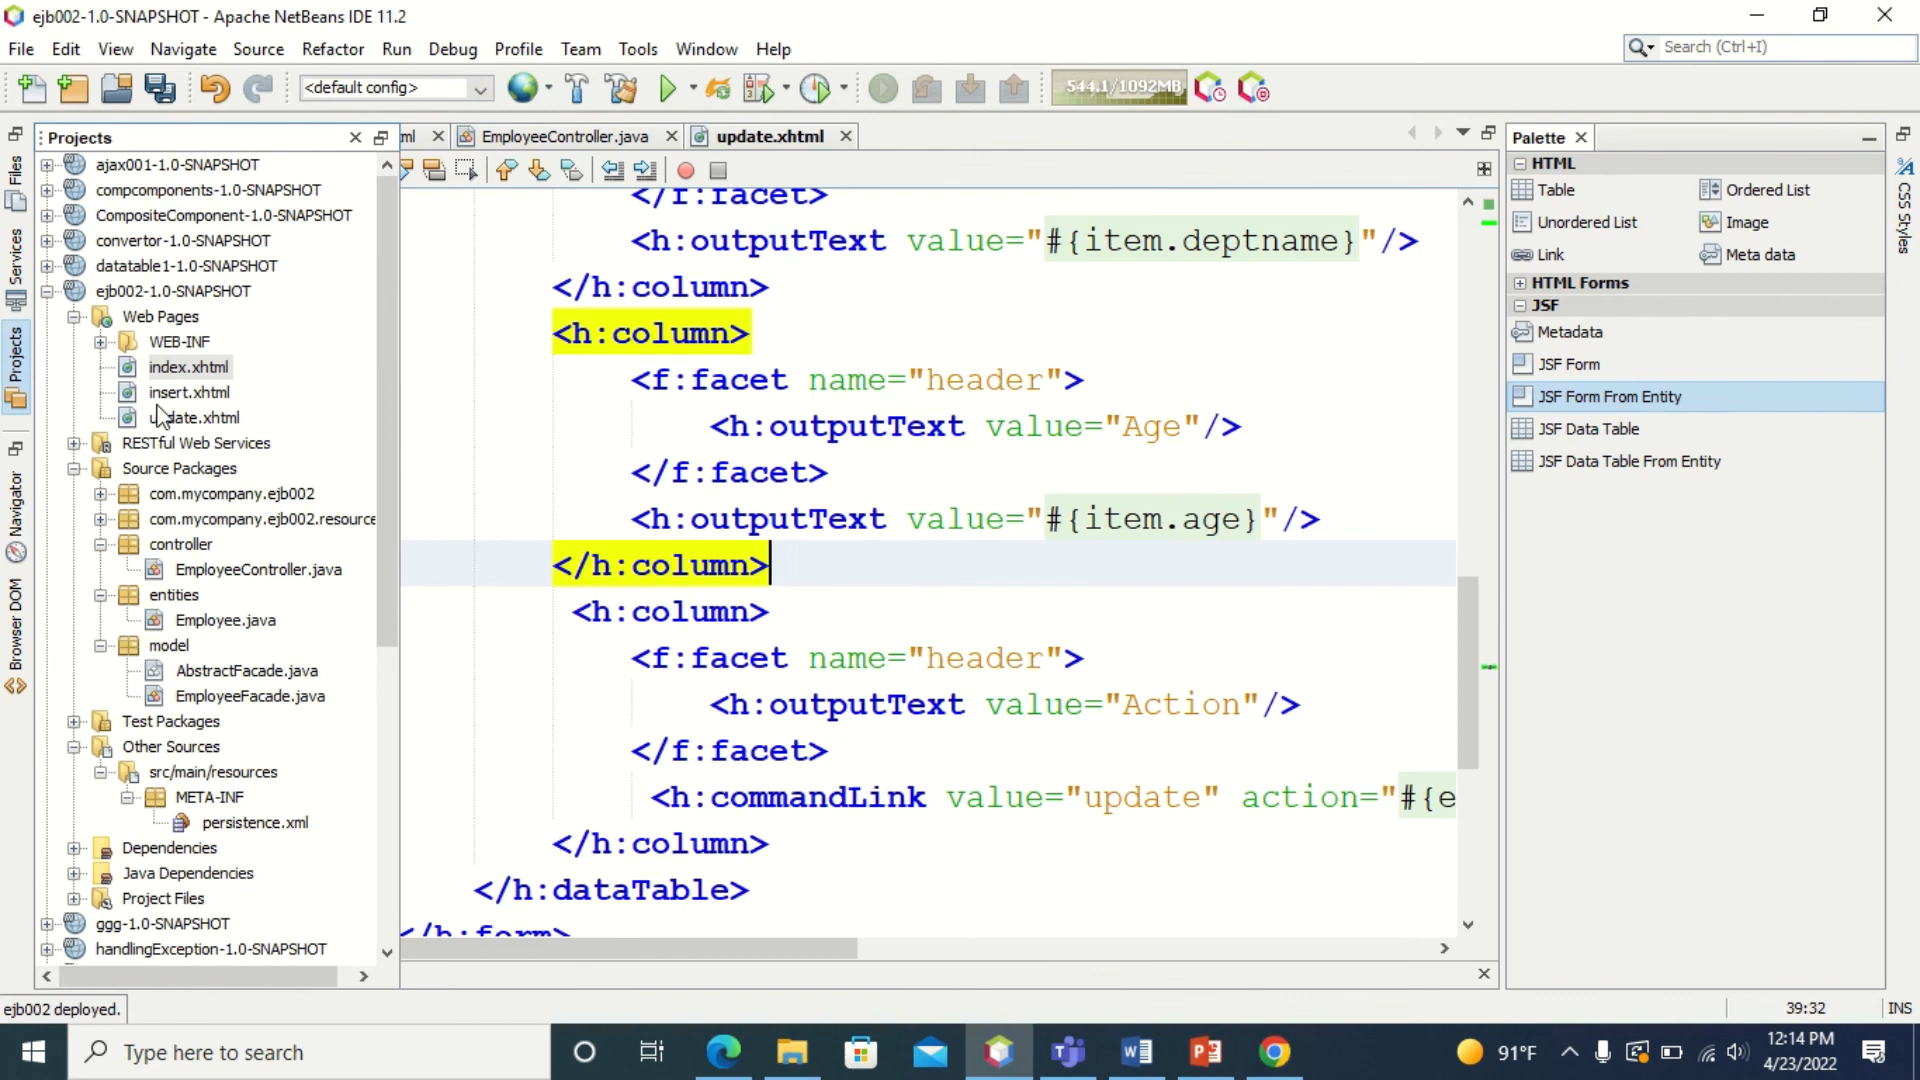 ejb002-1.0-SNAPSHOT - Apache NetBeans IDE 11.2
File Edit View Navigate Source Refactor Run Debug Profile Team Tools Window Help
Search (Ctrl+I)
<default config>
544.1/1092MB
Projects
ml
EmployeeController.java
update.xhtml
Files
Services
Projects
Navigator
Browser DOM
ajax001-1.0-SNAPSHOT
compcomponents-1.0-SNAPSHOT
CompositeComponent-1.0-SNAPSHOT
convertor-1.0-SNAPSHOT
datatable1-1.0-SNAPSHOT
ejb002-1.0-SNAPSHOT
Web Pages
WEB-INF
index.xhtml
insert.xhtml
update.xhtml
RESTful Web Services
Source Packages
com.mycompany.ejb002
com.mycompany.ejb002.resource
controller
EmployeeController.java
entities
Employee.java
model
AbstractFacade.java
EmployeeFacade.java
Test Packages
Other Sources
src/main/resources
META-INF
persistence.xml
Dependencies
Java Dependencies
Project Files
ggg-1.0-SNAPSHOT
handlingException-1.0-SNAPSHOT
</f:facet>
<h:outputText value="#{item.deptname}"/>
</h:column>
<h:column>
<f:facet name="header">
<h:outputText value="Age"/>
</f:facet>
<h:outputText value="#{item.age}"/>
</h:column>
<h:column>
<f:facet name="header">
<h:outputText value="Action"/>
</f:facet>
<h:commandLink value="update" action="#{e
</h:column>
</h:dataTable>
</h:form>
Palette
HTML
Table
Ordered List
Unordered List
Image
Link
Meta data
HTML Forms
JSF
Metadata
JSF Form
JSF Form From Entity
JSF Data Table
JSF Data Table From Entity
CSS Styles
ejb002 deployed.
39:32
INS
Type here to search
91°F
12:14 PM
4/23/2022